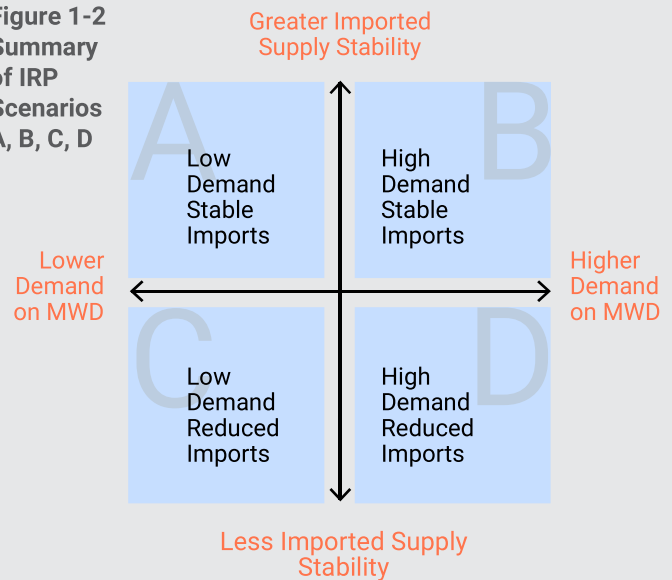 Figure 1-2
Summary
of IRP
Scenarios
A, B, C, D
Greater Imported
Supply Stability
A
Low
Demand
Stable
Imports
B
High
Demand
Stable
Imports
Lower
Demand
on MWD
Higher
Demand
on MWD
C
Low
Demand
Reduced
Imports
D
High
Demand
Reduced
Imports
Less Imported Supply
Stability